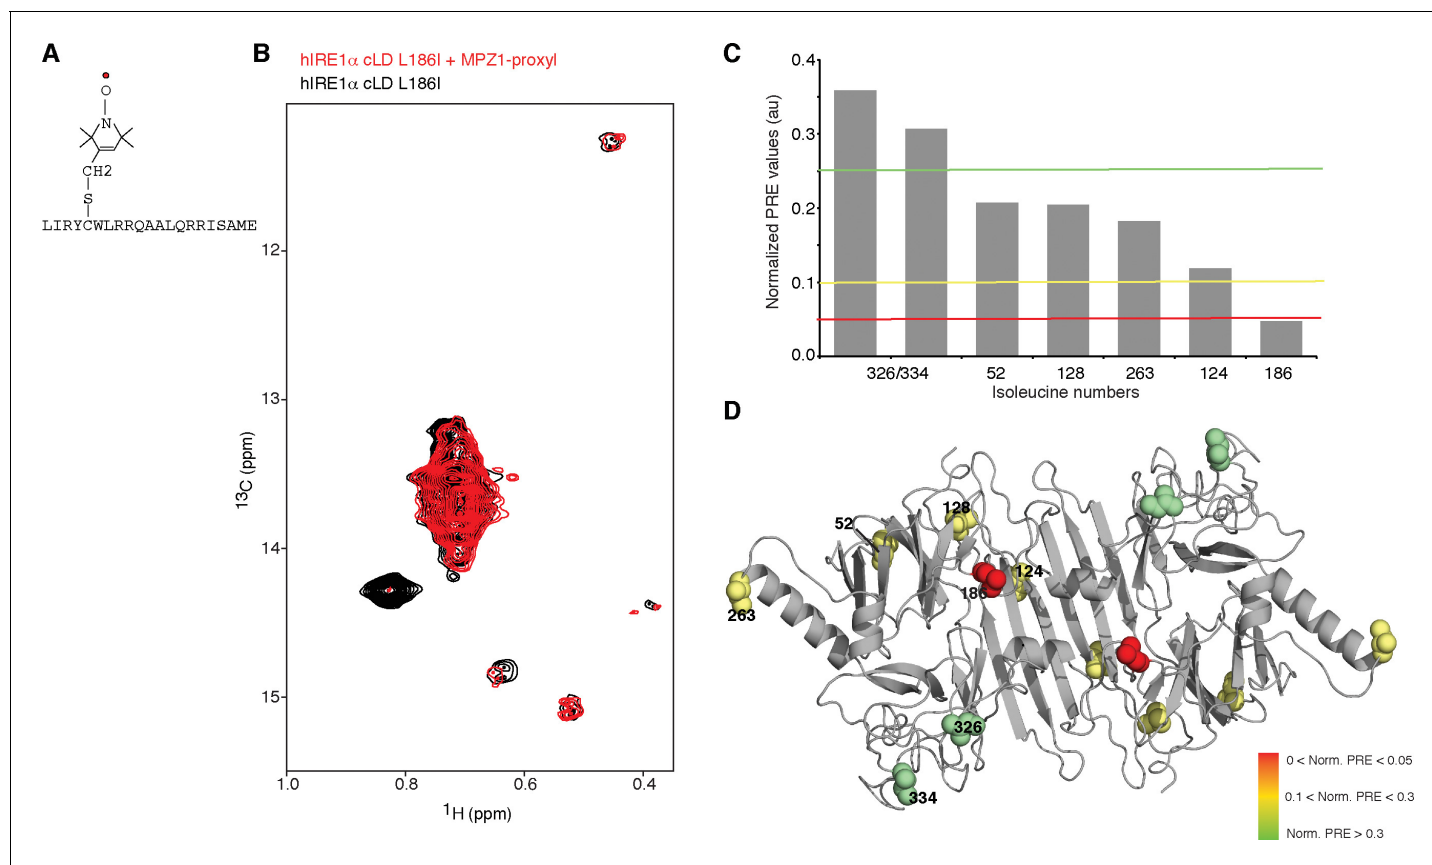 A
O
N
CH2
S
LIRYCWLRRQAALQRRISAME
B
hIRE1α cLD L186I + MPZ1-proxyl
hIRE1α cLD L186I
12
13
14
15
13C (ppm)
1.0
0.8
0.6
0.4
1H (ppm)
C
0.4
0.3
0.2
0.1
0.0
Normalized PRE values (au)
326/334
52
128
263
124
186
Isoleucine numbers
D
128
52
124
186
263
326
334
0 < Norm. PRE < 0.05
0.1 < Norm. PRE < 0.3
Norm. PRE > 0.3